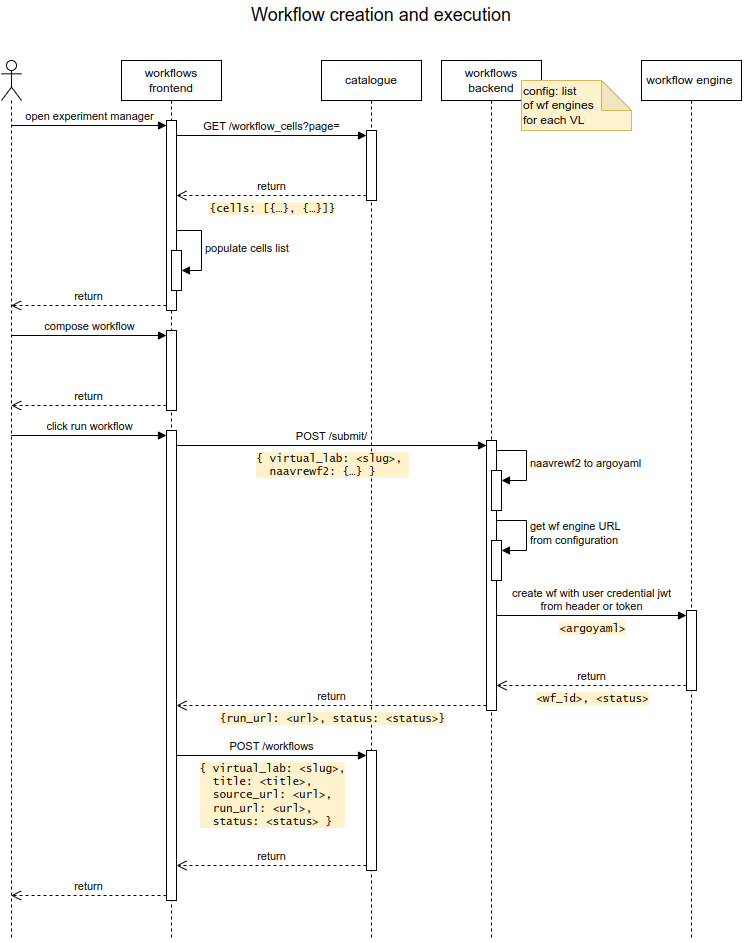 Workflow creation and execution
workflows
frontend
catalogue
workflows
backend
workflow engine
config: list
of wf engines
for each VL
open experiment manager
GET /workflow_cells?page=
return
{cells: [{…}, {…}]}
populate cells list
return
compose workflow
return
click run workflow
POST /submit/
{ virtual_lab: <slug>,
naavrewf2: {…} }
naavrewf2 to argoyaml
get wf engine URL
from configuration
create wf with user credential jwt
from header or token
<argoyaml>
return
<wf_id>, <status>
return
{run_url: <url>, status: <status>}
POST /workflows
{ virtual_lab: <slug>,
title: <title>,
source_url: <url>,
run_url: <url>,
status: <status> }
return
return